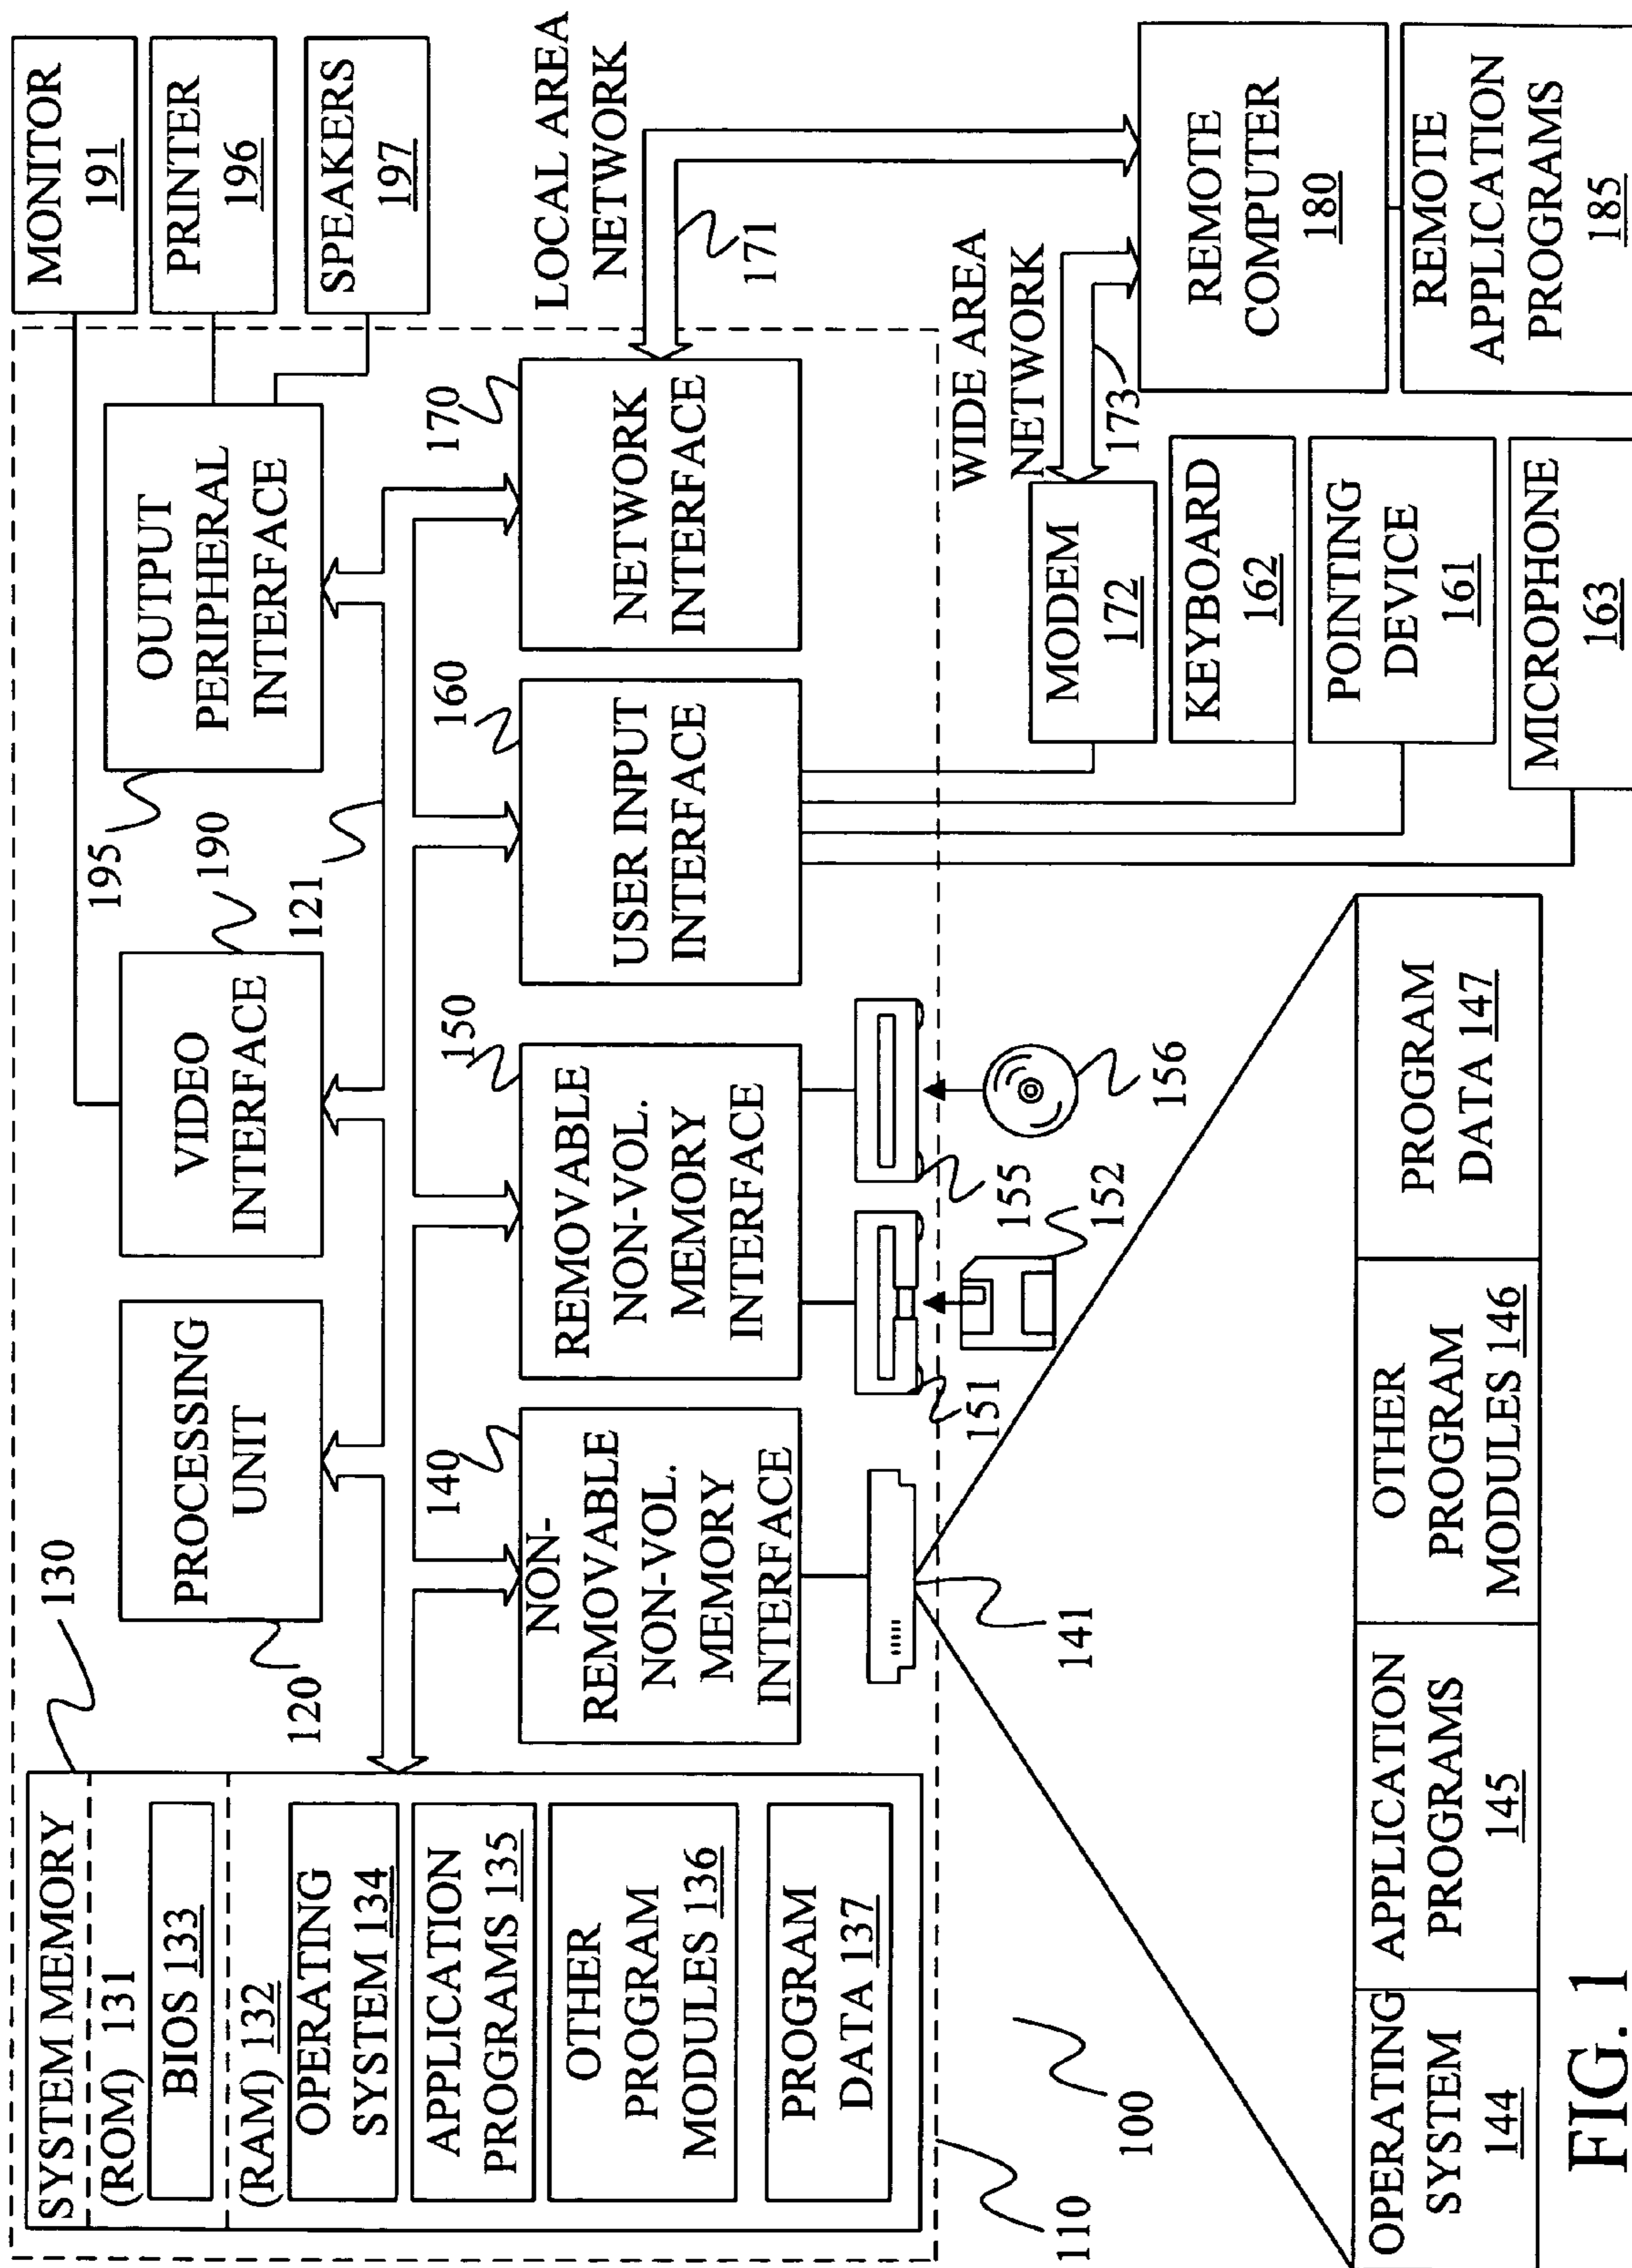 SYSTEM MEMORY
(ROM) 131
BIOS 133
(RAM) 132
OPERATING
SYSTEM 134
APPLICATION
PROGRAMS 135
OTHER
PROGRAM
MODULES 136
PROGRAM
DATA 137
130
120
PROCESSING
UNIT
VIDEO
INTERFACE
190
195
121
OUTPUT
PERIPHERAL
INTERFACE
MONITOR
191
PRINTER
196
SPEAKERS
197
140
NON-
REMOVABLE
NON-VOL.
MEMORY
INTERFACE
150
REMOVABLE
NON-VOL.
MEMORY
INTERFACE
160
USER INPUT
INTERFACE
170
NETWORK
INTERFACE
LOCAL AREA
NETWORK
171
141
151
152
155
156
WIDE AREA
NETWORK
173
MODEM
172
KEYBOARD
162
POINTING
DEVICE
161
MICROPHONE
163
REMOTE
COMPUTER
180
REMOTE
APPLICATION
PROGRAMS
185
110
100
OPERATING
SYSTEM
144
APPLICATION
PROGRAMS
145
OTHER
PROGRAM
MODULES 146
PROGRAM
DATA 147
FIG. 1